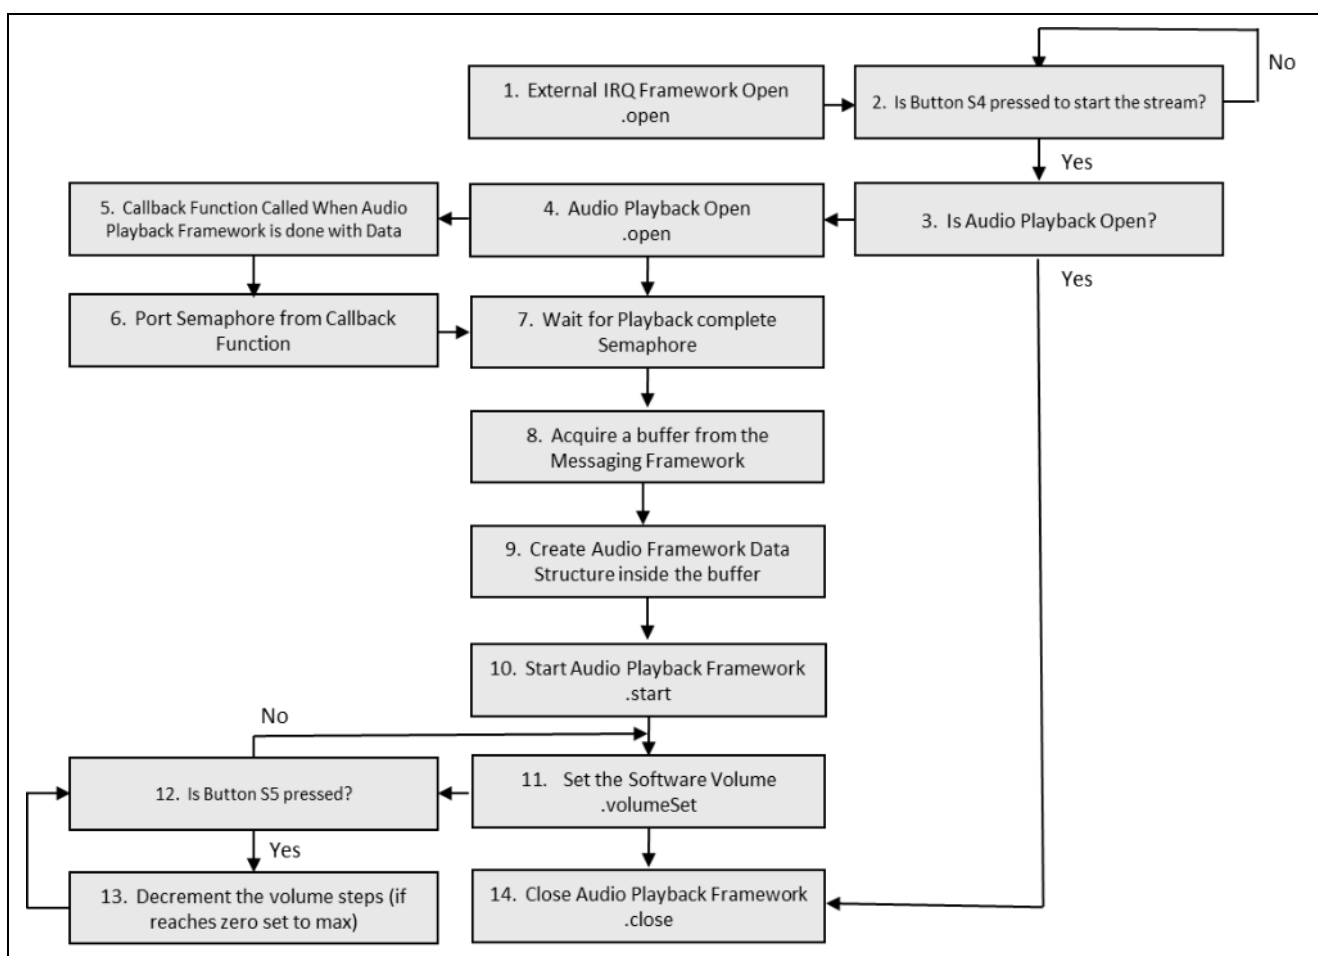 1. External IRQ Framework Open
.open
2. Is Button S4 pressed to start the stream?
No
Yes
3. Is Audio Playback Open?
Yes
4. Audio Playback Open
.open
5. Callback Function Called When Audio
Playback Framework is done with Data
6. Port Semaphore from Callback
Function
7. Wait for Playback complete
Semaphore
8. Acquire a buffer from the
Messaging Framework
9. Create Audio Framework Data
Structure inside the buffer
10. Start Audio Playback Framework
.start
11. Set the Software Volume
.volumeSet
No
12. Is Button S5 pressed?
Yes
13. Decrement the volume steps (if
reaches zero set to max)
14. Close Audio Playback Framework
.close